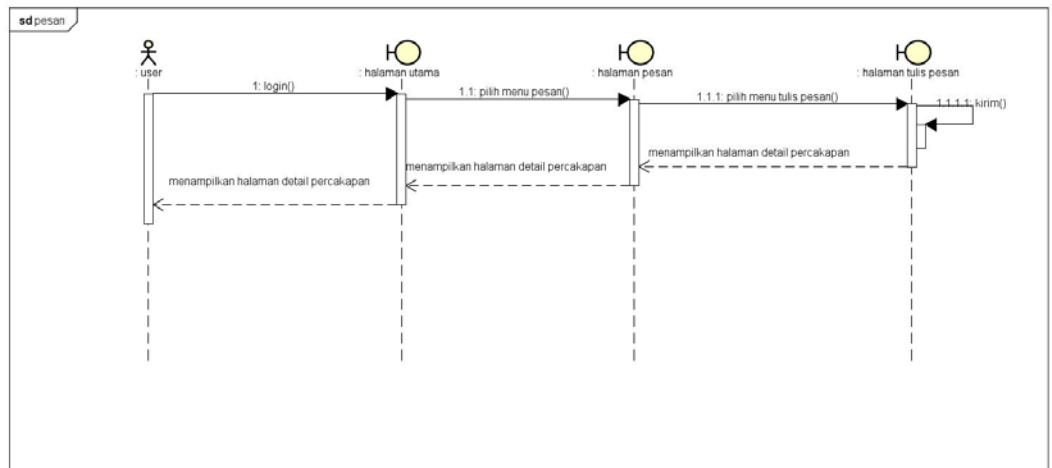 sd pesan
: user
: halaman utama
: halaman pesan
: halaman tulis pesan
1: login()
1.1: pilih menu pesan()
1.1.1: pilih menu tulis pesan()
1.1.1.1: kirim()
menampilkan halaman detail percakapan
menampilkan halaman detail percakapan
menampilkan halaman detail percakapan